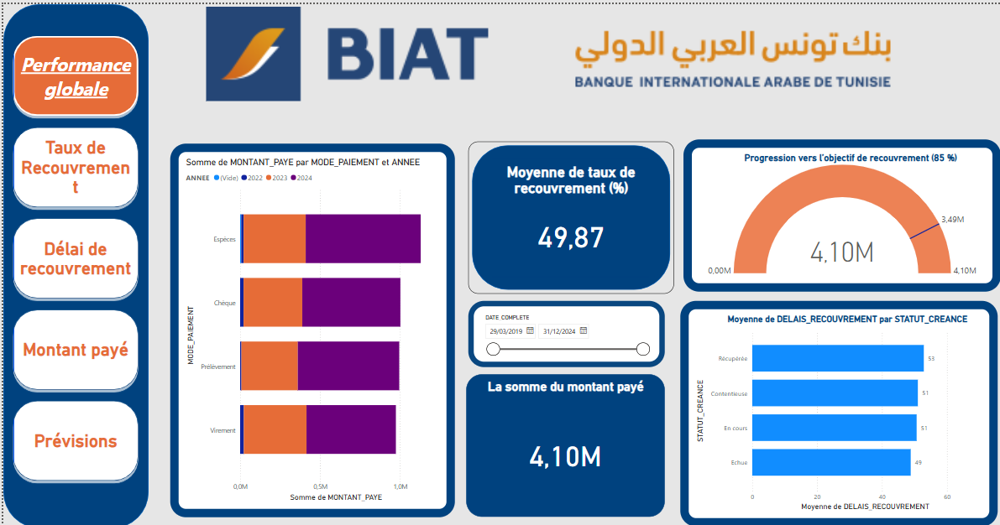 Performance
globale
Taux de
Recouvremen
t
Délai de
recouvrement
Montant payé
Prévisions
BIAT
بنك تونس العربي الدولي
BANQUE INTERNATIONALE ARABE DE TUNISIE
Somme de MONTANT_PAYE par MODE_PAIEMENT et ANNEE
ANNEE (Vide) 2022 2023 2024
MODE_PAIEMENT
Espèces
Chèque
Prélèvement
Virement
0,0M 0,5M 1,0M
Somme de MONTANT_PAYE
Moyenne de taux de
recouvrement (%)
49,87
DATE COMPLETE
29/03/2019 31/12/2024
La somme du montant payé
4,10M
Progression vers l'objectif de recouvrement (85 %)
3,49M
4,10M
0,00M 4,10M
Moyenne de DELAIS_RECOUVREMENT par STATUT_CREANCE
STATUT_CREANCE
Récupérée 53
Contentieuse 51
En cours 51
Echue 49
0 20 40 60
Moyenne de DELAIS_RECOUVREMENT